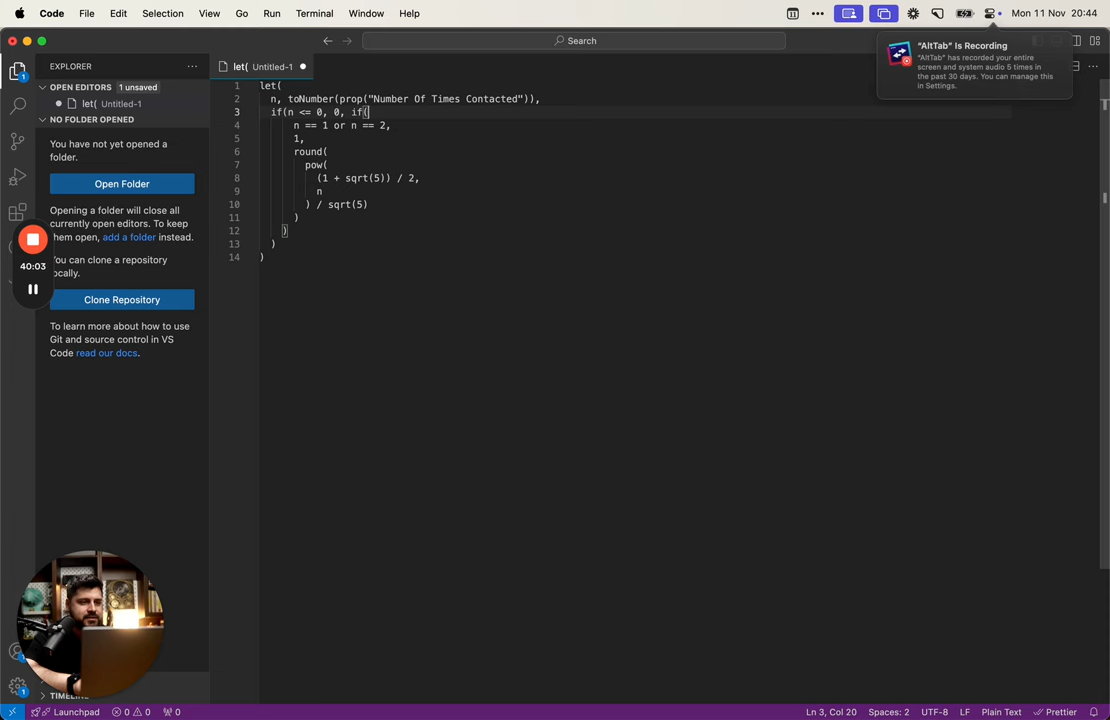 Code File Edit Selection View Go Run Terminal Window Help
11 Mon 11 Nov 20:44
Search
"AltTab" Is Recording
"AltTab" has recorded your entire
screen and system audio 5 times in
the past 30 days. You can manage this
in Settings.
EXPLORER
1
OPEN EDITORS 1 unsaved
let( Untitled-1
NO FOLDER OPENED
You have not yet opened a
folder.
Open Folder
Opening a folder will close all
currently open editors. To keep
them open, add a folder instead.
You can clone a repository
locally.
Clone Repository
To learn more about how to use
Git and source control in VS
Code read our docs.
40:03
TIMELINE
1
let( Untitled-1
1 let(
2 n, toNumber(prop("Number Of Times Contacted")),
3 if(n <= 0, 0, if(
4 n == 1 or n == 2,
5 1,
6 round(
7 pow(
8 (1 + sqrt(5)) / 2,
9 n
10 ) / sqrt(5)
11 )
12 )
13 )
14 )
Launchpad 0 0 0
Ln 3, Col 20 Spaces: 2 UTF-8 LF Plain Text Prettier